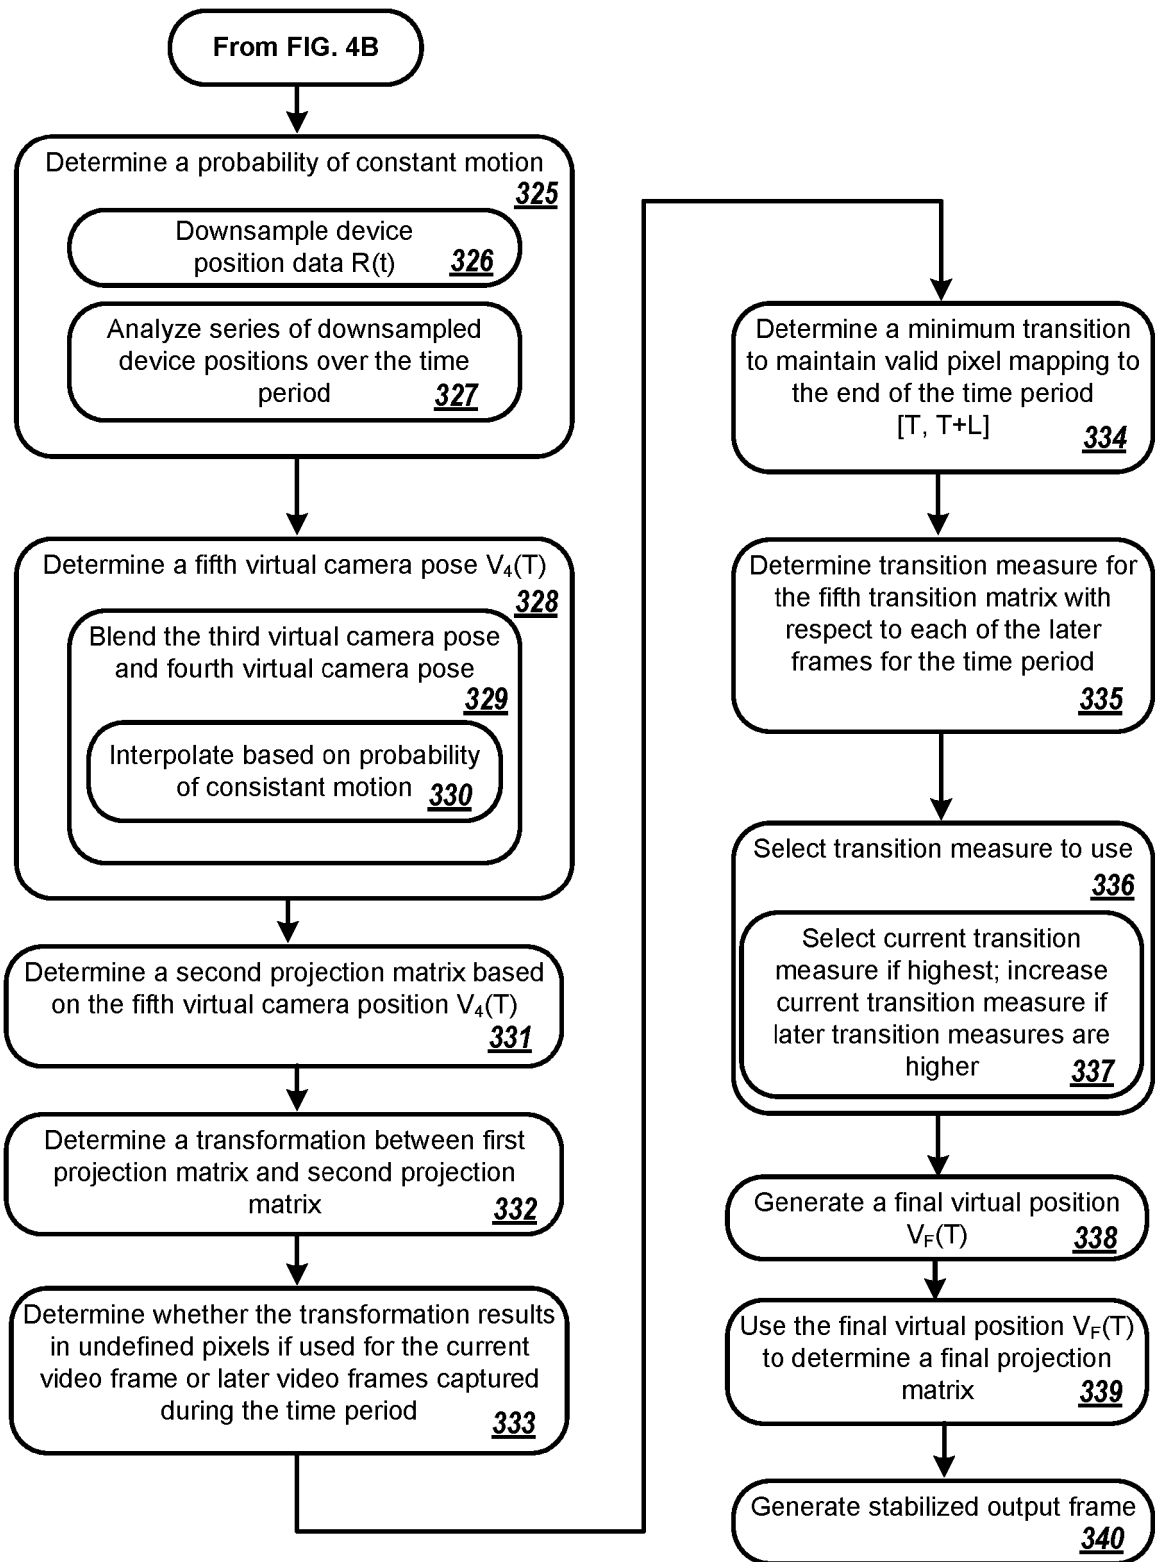 From FIG. 4B
Determine a probability of constant motion
325
Downsample device
position data R(t)
326
Analyze series of downsampled
device positions over the time
period
327
Determine a fifth virtual camera pose V₄(T)
328
Blend the third virtual camera pose
and fourth virtual camera pose
329
Interpolate based on probability
of consistant motion
330
Determine a second projection matrix based
on the fifth virtual camera position V₄(T)
331
Determine a transformation between first
projection matrix and second projection
matrix
332
Determine whether the transformation results
in undefined pixels if used for the current
video frame or later video frames captured
during the time period
333
Determine a minimum transition
to maintain valid pixel mapping to
the end of the time period
[T, T+L]
334
Determine transition measure for
the fifth transition matrix with
respect to each of the later
frames for the time period
335
Select transition measure to use
336
Select current transition
measure if highest; increase
current transition measure if
later transition measures are
higher
337
Generate a final virtual position
V_F(T)
338
Use the final virtual position V_F(T)
to determine a final projection
matrix
339
Generate stabilized output frame
340